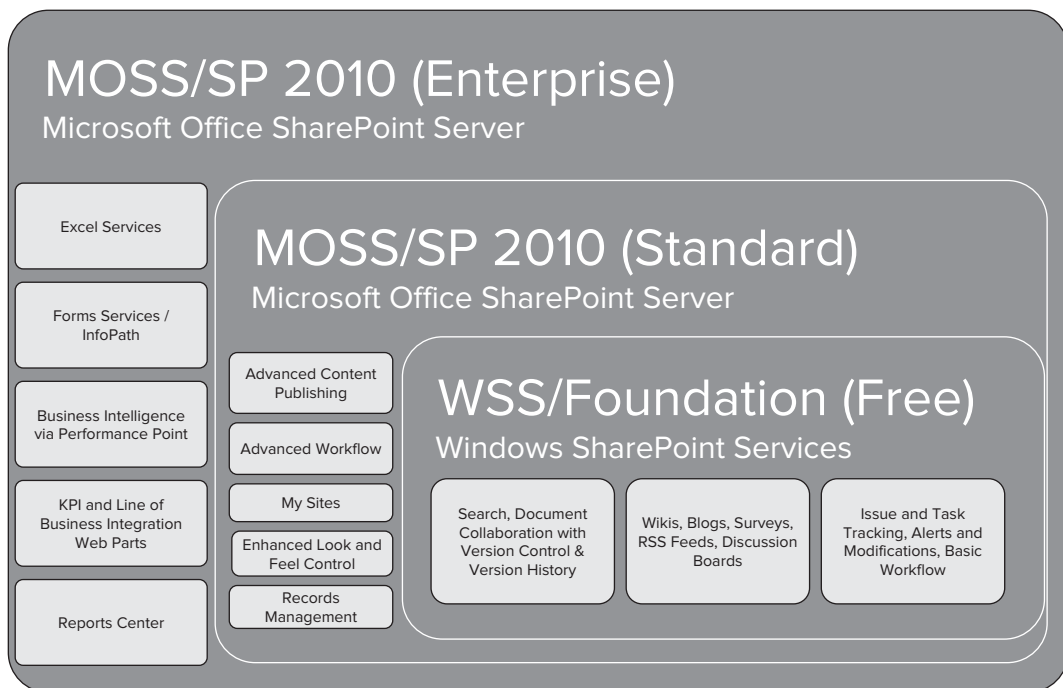 MOSS/SP 2010 (Enterprise)
Microsoft Office SharePoint Server
Excel Services
Forms Services /
InfoPath
Business Intelligence
via Performance Point
KPI and Line of
Business Integration
Web Parts
Reports Center
MOSS/SP 2010 (Standard)
Microsoft Office SharePoint Server
Advanced Content
Publishing
Advanced Workflow
My Sites
Enhanced Look and
Feel Control
Records
Management
WSS/Foundation (Free)
Windows SharePoint Services
Search, Document
Collaboration with
Version Control &
Version History
Wikis, Blogs, Surveys,
RSS Feeds, Discussion
Boards
Issue and Task
Tracking, Alerts and
Modifications, Basic
Workflow